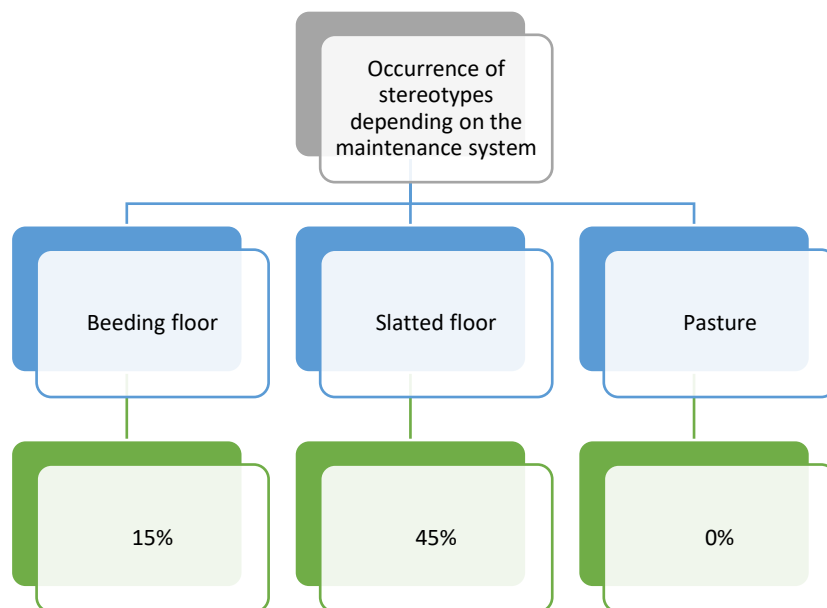 Occurrence of
stereotypes
depending on the
maintenance system
Beeding floor
Slatted floor
Pasture
15%
45%
0%